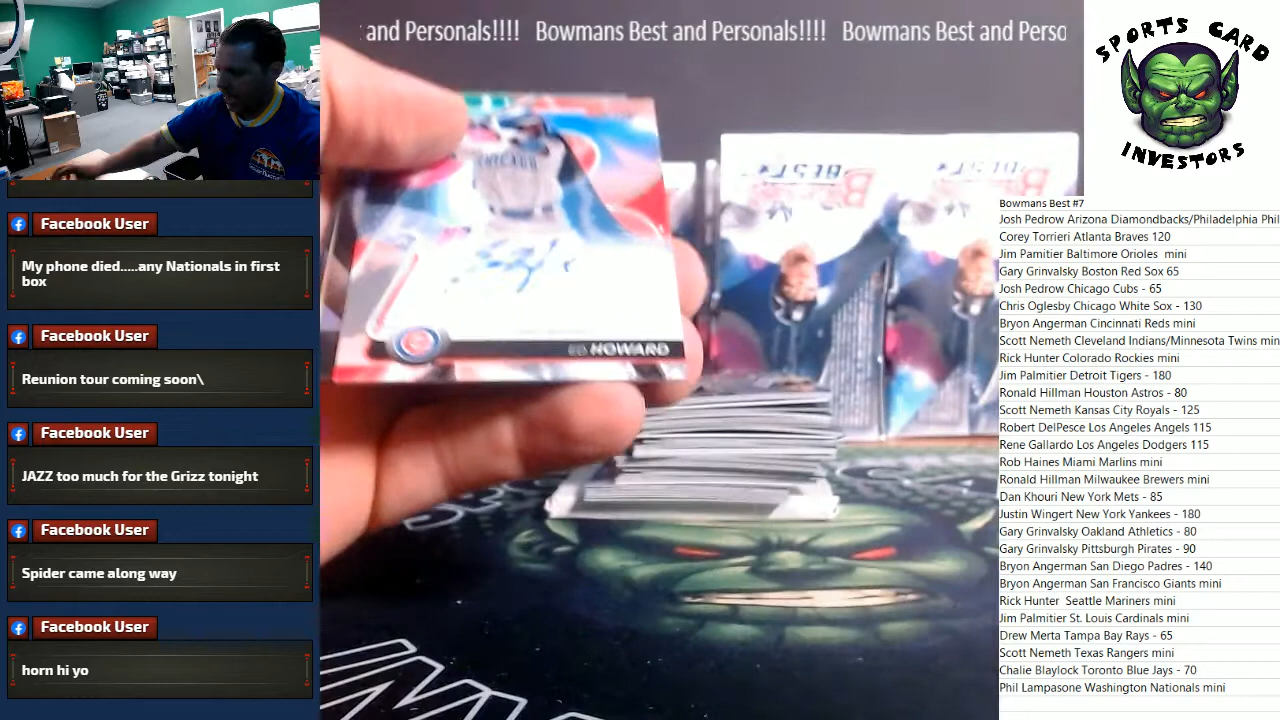 : and Personals!!!! Bowmans Best and Personals!!!! Bowmans Best and Perso
SPORTS CARD
INVESTORS
Facebook User
My phone died.....any Nationals in first
box
Facebook User
Reunion tour coming soon\
Facebook User
JAZZ too much for the Grizz tonight
Facebook User
Spider came along way
Facebook User
horn hi yo
CHICAGO
ED HOWARD
Bowmans Best #7
Josh Pedrow Arizona Diamondbacks/Philadelphia Phil
Corey Torrieri Atlanta Braves 120
Jim Pamitier Baltimore Orioles  mini
Gary Grinvalsky Boston Red Sox 65
Josh Pedrow Chicago Cubs - 65
Chris Oglesby Chicago White Sox - 130
Bryon Angerman Cincinnati Reds mini
Scott Nemeth Cleveland Indians/Minnesota Twins min
Rick Hunter Colorado Rockies mini
Jim Palmitier Detroit Tigers - 180
Ronald Hillman Houston Astros - 80
Scott Nemeth Kansas City Royals - 125
Robert DelPesce Los Angeles Angels 115
Rene Gallardo Los Angeles Dodgers 115
Rob Haines Miami Marlins mini
Ronald Hillman Milwaukee Brewers mini
Dan Khouri New York Mets - 85
Justin Wingert New York Yankees - 180
Gary Grinvalsky Oakland Athletics - 80
Gary Grinvalsky Pittsburgh Pirates - 90
Bryon Angerman San Diego Padres - 140
Bryon Angerman San Francisco Giants mini
Rick Hunter  Seattle Mariners mini
Jim Palmitier St. Louis Cardinals mini
Drew Merta Tampa Bay Rays - 65
Scott Nemeth Texas Rangers mini
Chalie Blaylock Toronto Blue Jays - 70
Phil Lampasone Washington Nationals mini